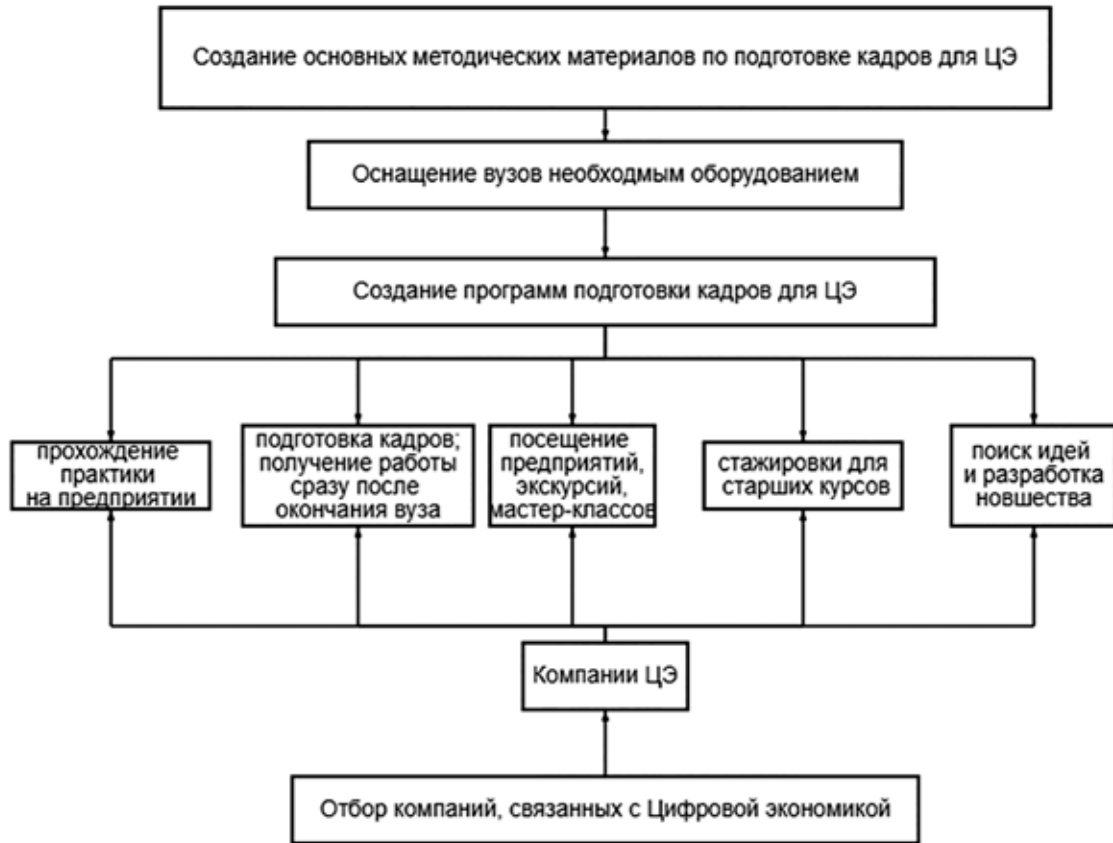 Создание основных методических материалов по подготовке кадров для ЦЭ
Оснащение вузов необходмым оборудованием
Создание программ подготовки кадров для ЦЭ
прохождение
практики
на предприятии
подготовка кадров;
получение работы
сразу после
окончания вуза
посещение
предприятий,
экскурсий,
мастер-классов
стажировки для
старших курсов
поиск идей
и разработка
новшества
Компании ЦЭ
Отбор компаний, связанных с Цифровой экономикой